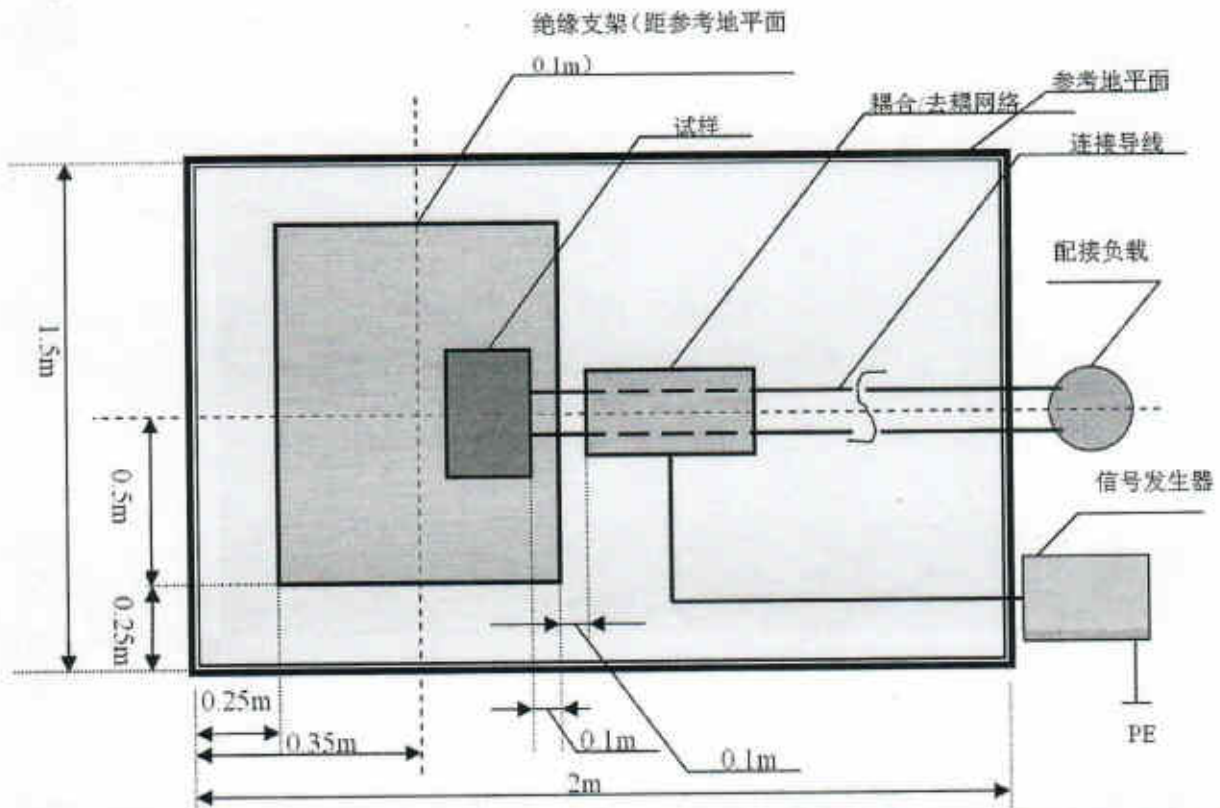 绝缘支架(距参考地平面
0.1m)
参考地平面
耦合/去耦网络
试样
连接导线
配接负载
1.5m
0.5m
信号发生器
0.25m
0.25m
0.35m
0.1m
0.1m
PE
2m